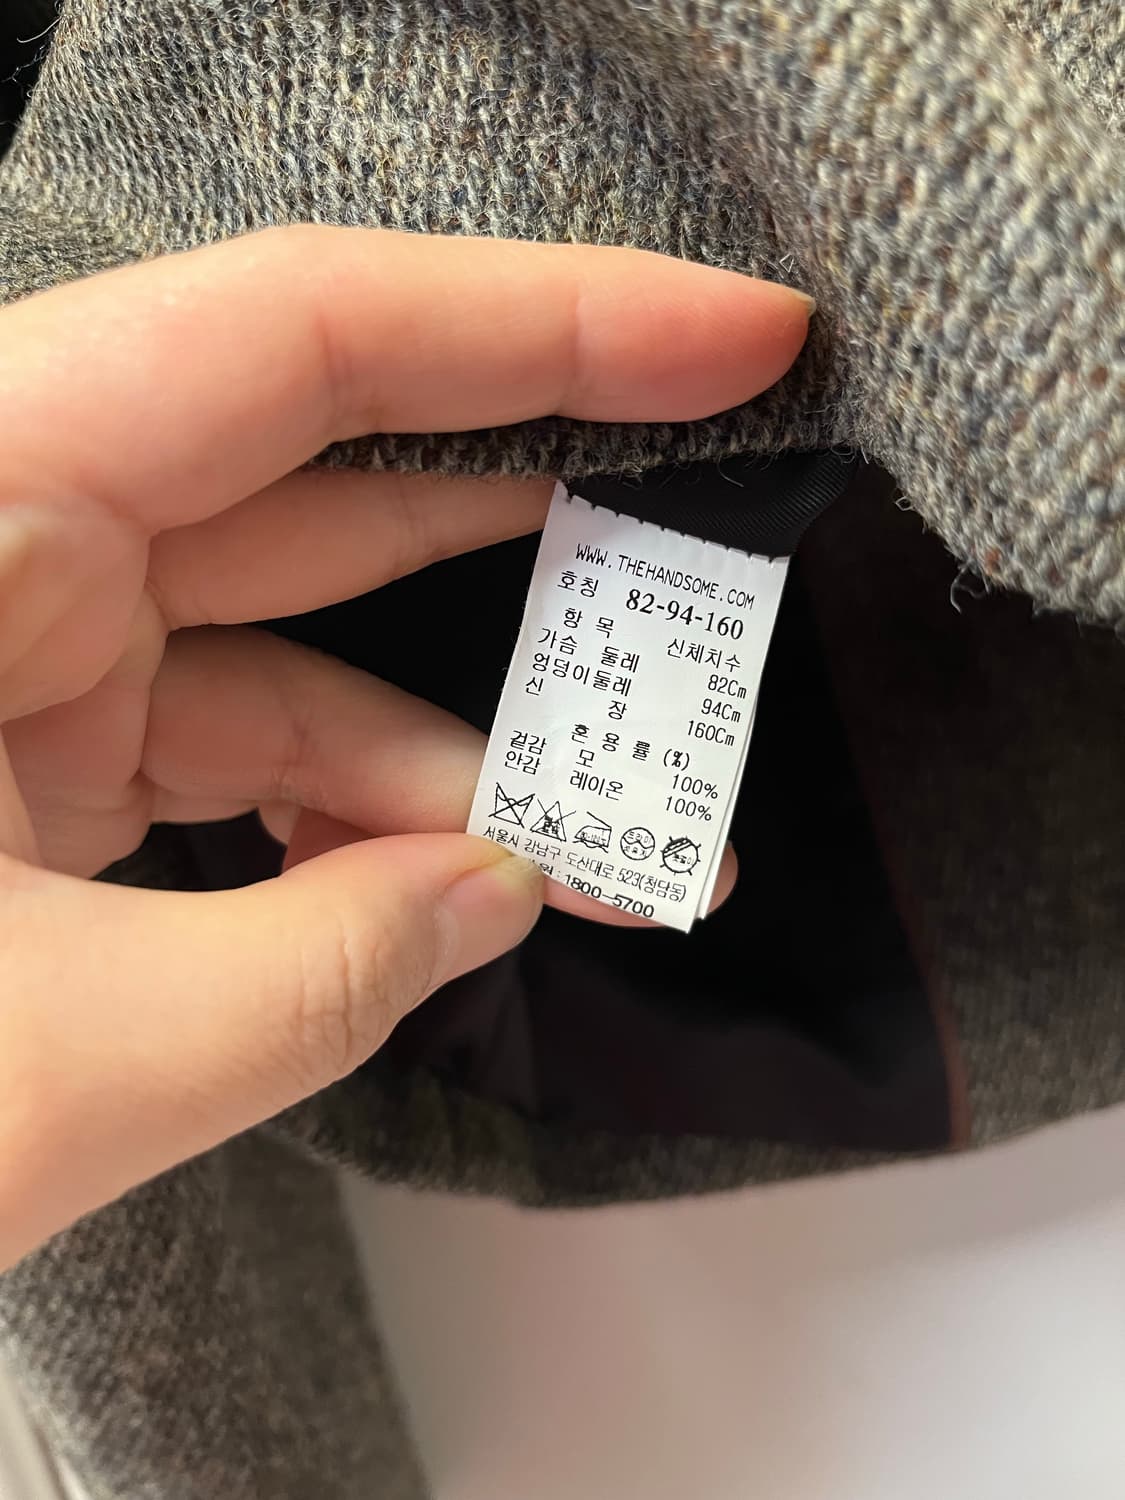 WWW.THEHANDSOME.COM
호칭 82-94-160
항 목 신체치수
가슴 둘레 82Cm
엉덩이둘레 94Cm
신 장 160Cm
혼 용 률 (%)
겉감 모 100%
안감 레이온 100%
서울시 강남구 도산대로 523(청담동)
: 1800-5700